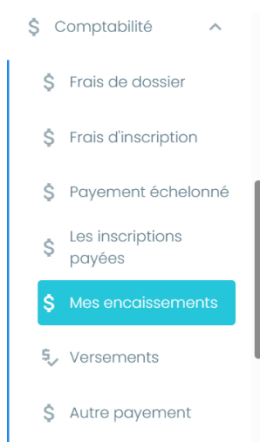 Comptabilité
Frais de dossier
Frais d'inscription
Payement échelonné
Les inscriptions
payées
Mes encaissements
Versements
Autre payement